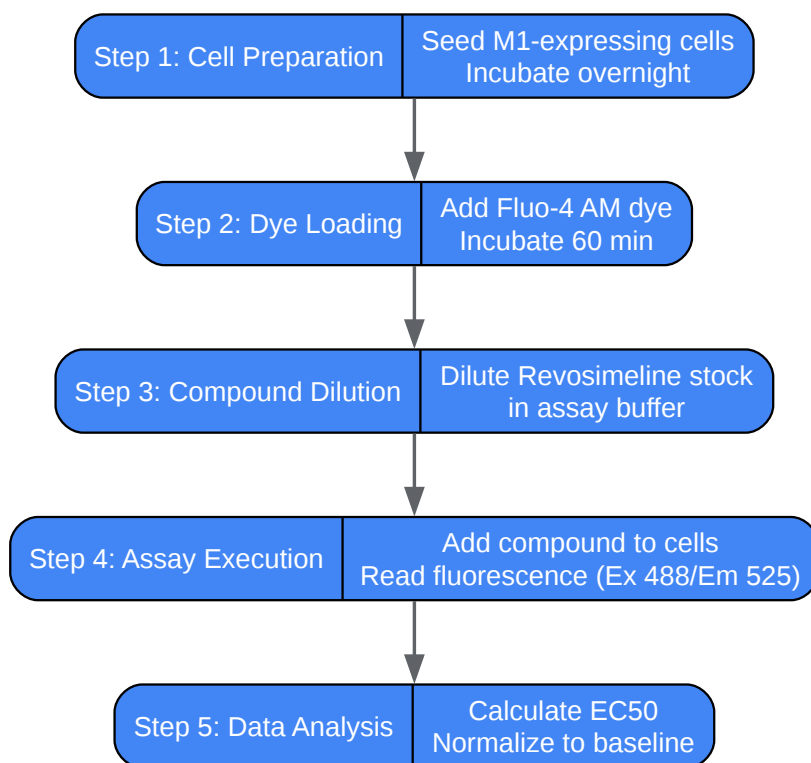 Step 1: Cell Preparation
Seed M1-expressing cells
Incubate overnight
Step 2: Dye Loading
Add Fluo-4 AM dye
Incubate 60 min
Step 3: Compound Dilution
Dilute Revosimeline stock
in assay buffer
Step 4: Assay Execution
Add compound to cells
Read fluorescence (Ex 488/Em 525)
Step 5: Data Analysis
Calculate EC50
Normalize to baseline